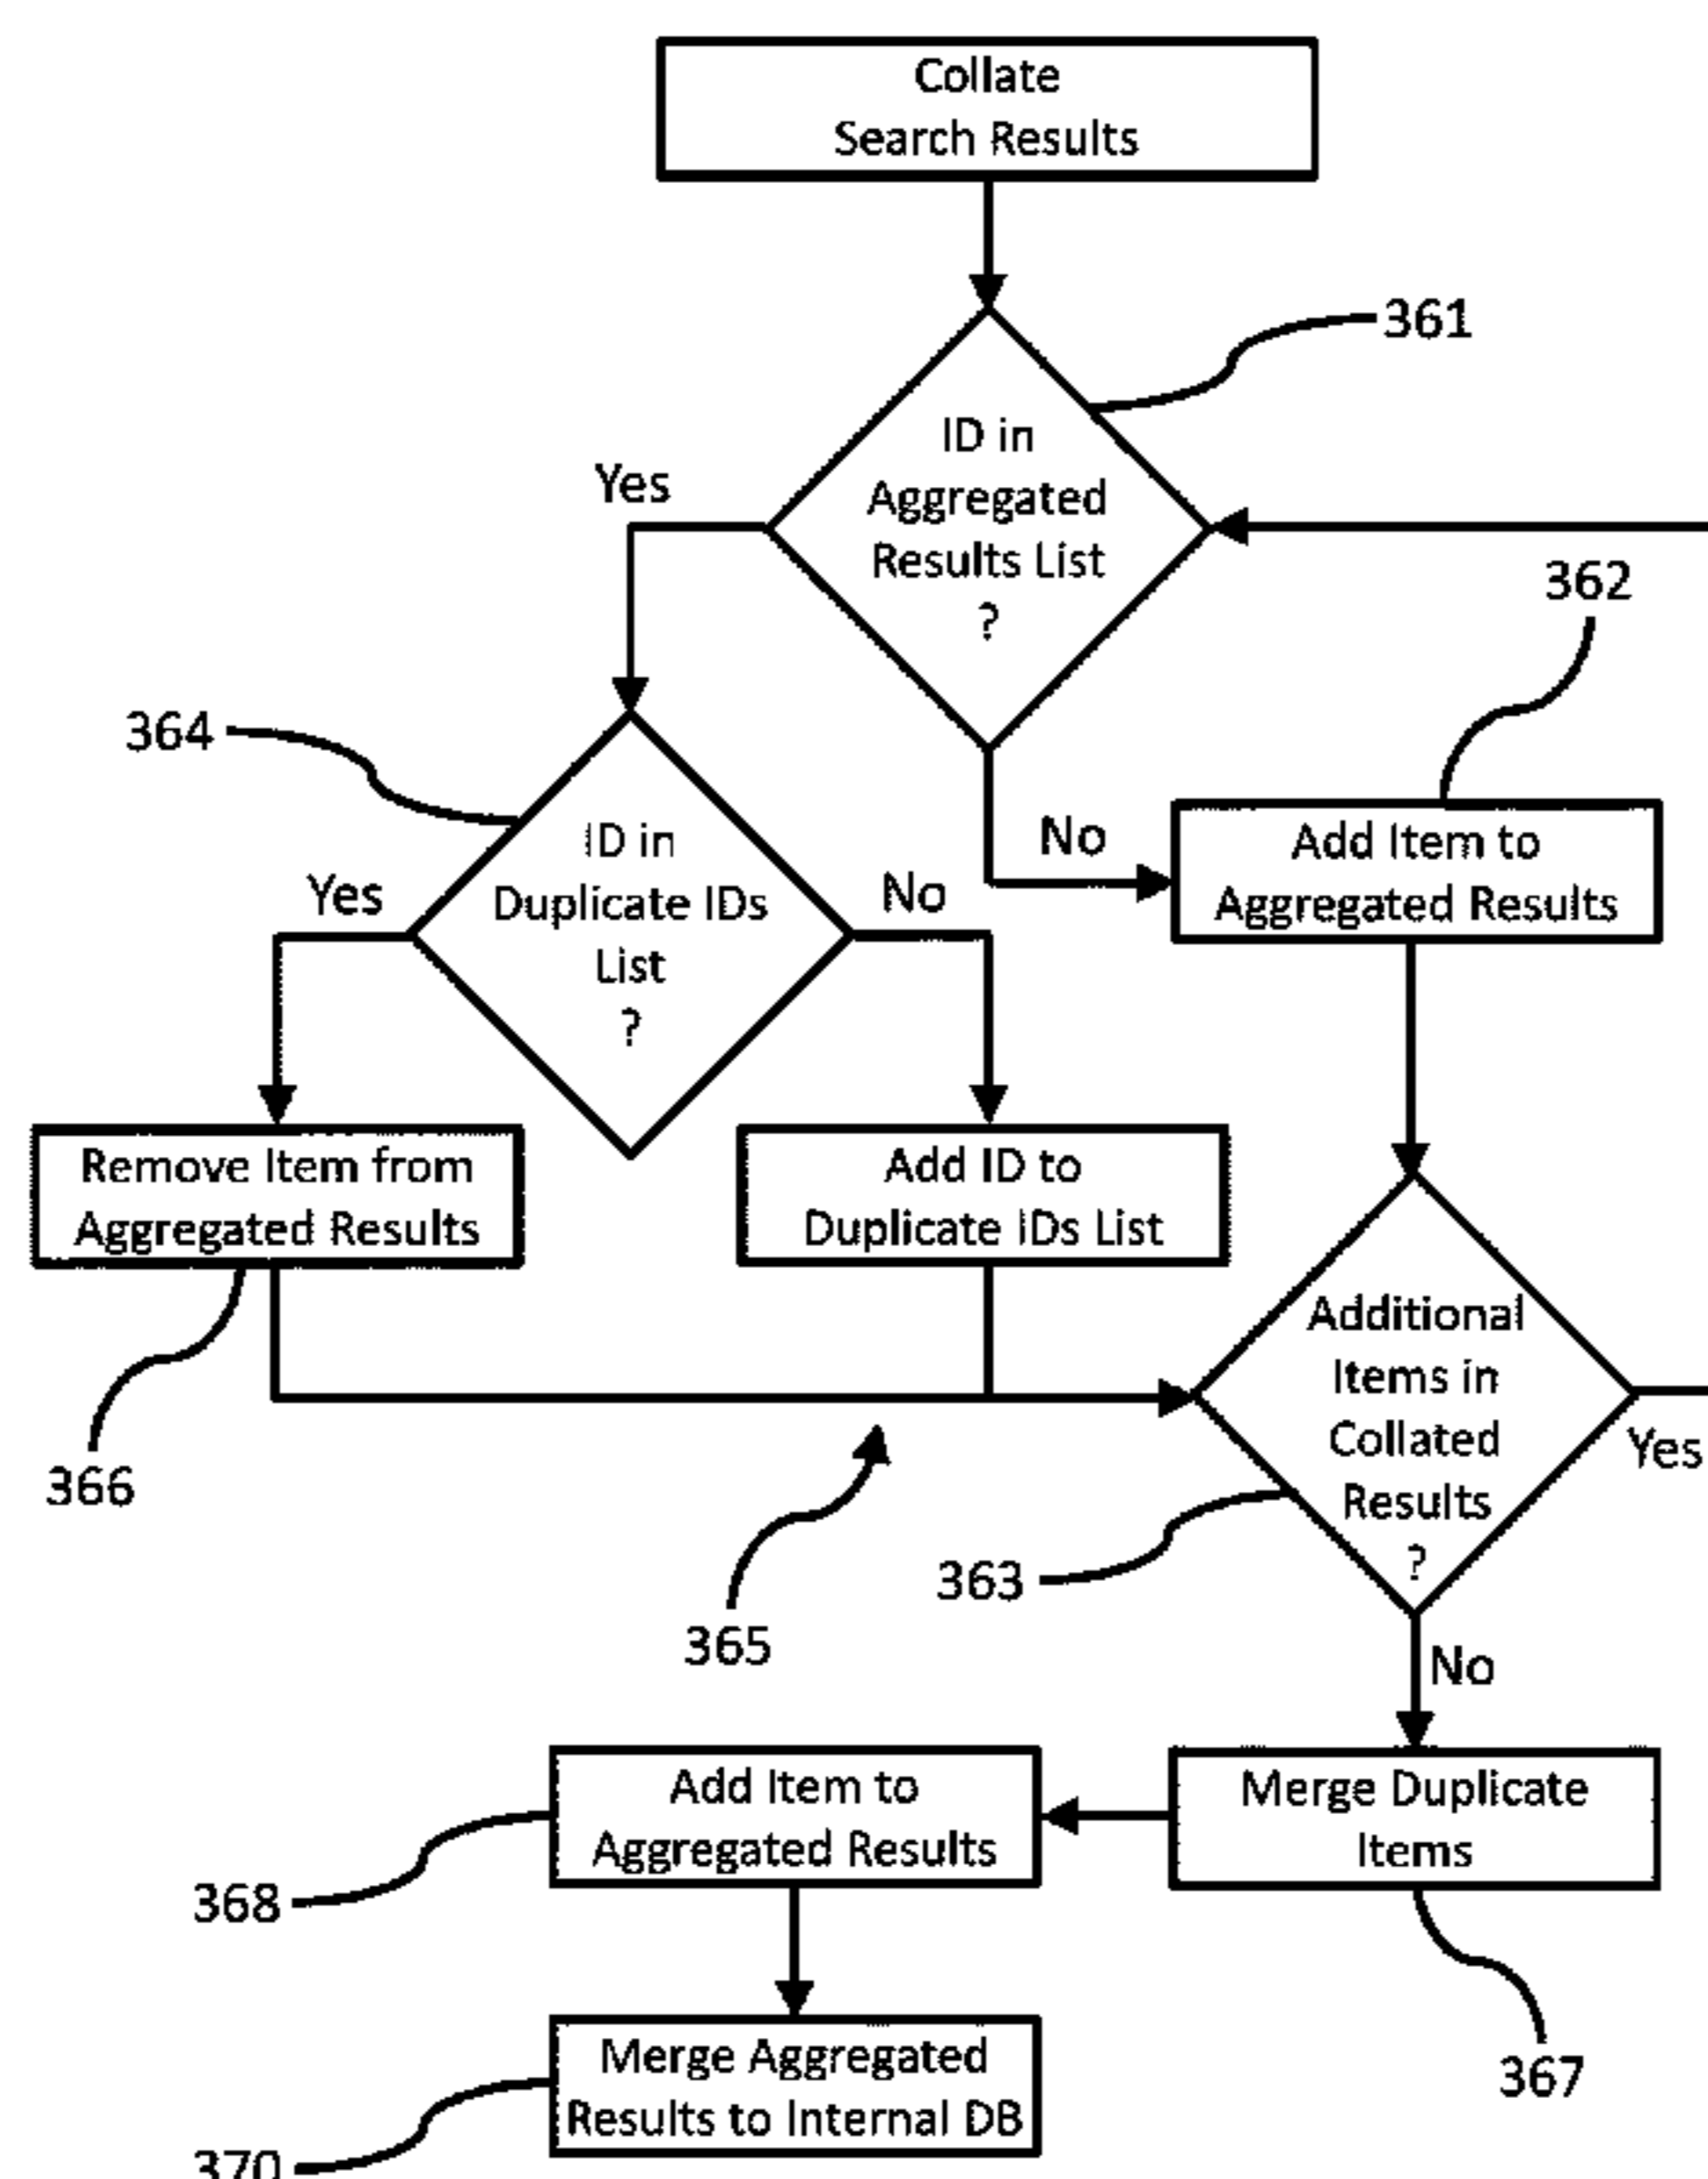 Collate
Search Results
361
ID in
Aggregated
Results List
?
Yes
362
364
No
Add Item to
Aggregated Results
ID in
Duplicate IDs
List
?
Yes
No
Remove Item from
Aggregated Results
Add ID to
Duplicate IDs List
Additional
Items in
Collated
Results
?
Yes
366
363
365
No
Add Item to
Aggregated Results
Merge Duplicate
Items
368
Merge Aggregated
Results to Internal DB
367
370